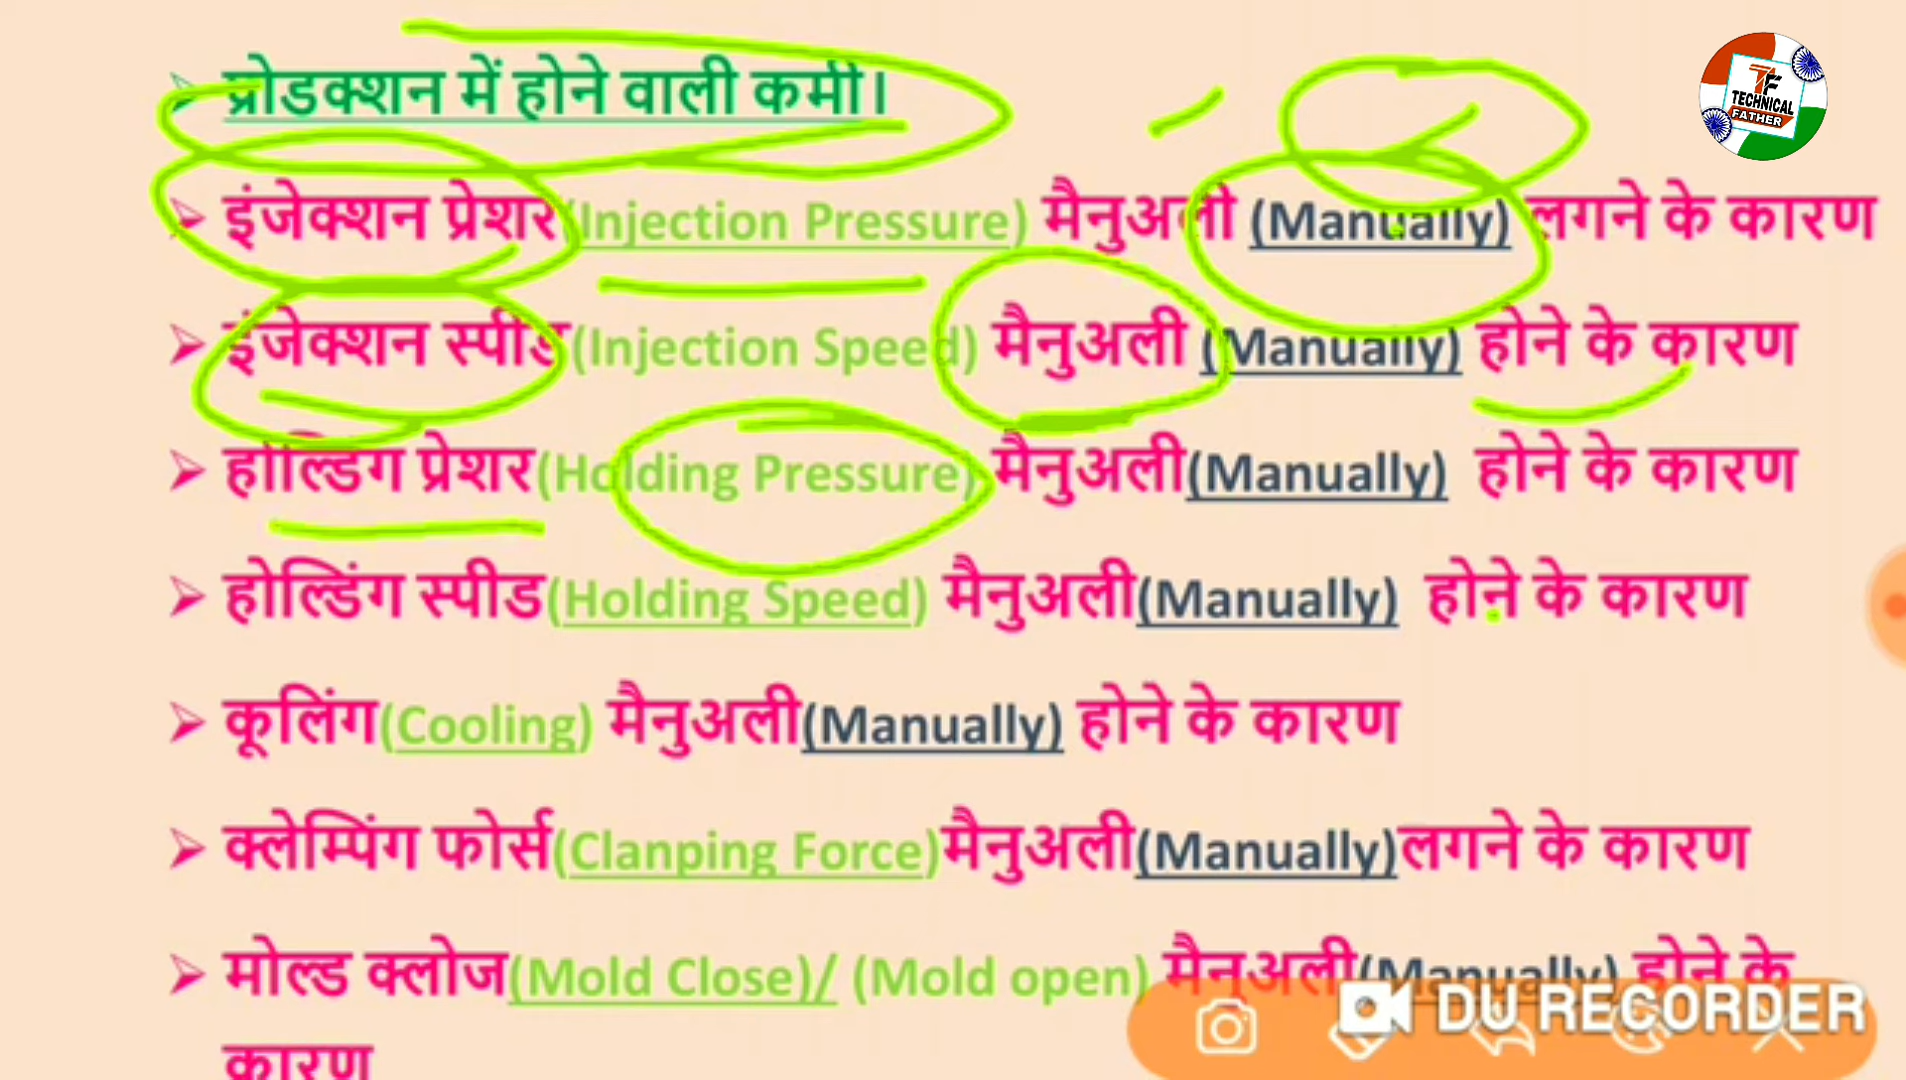 प्रोडक्शन में होने वाली कमी।
TF
TECHNICAL
FATHER
इंजेक्शन प्रेशर(Injection Pressure) मैनुअली (Manually) लगने के कारण
इंजेक्शन स्पीड(Injection Speed) मैनुअली (Manually) होने के कारण
होल्डिंग प्रेशर(Holding Pressure) मैनुअली(Manually) होने के कारण
होल्डिंग स्पीड(Holding Speed) मैनुअली(Manually) होने के कारण
कूलिंग(Cooling) मैनुअली(Manually) होने के कारण
क्लेम्पिंग फोर्स(Clanping Force)मैनुअली(Manually)लगने के कारण
मोल्ड क्लोज(Mold Close)/ (Mold open) मैनुअली(Manually) होने के
कारण
DU RECORDER